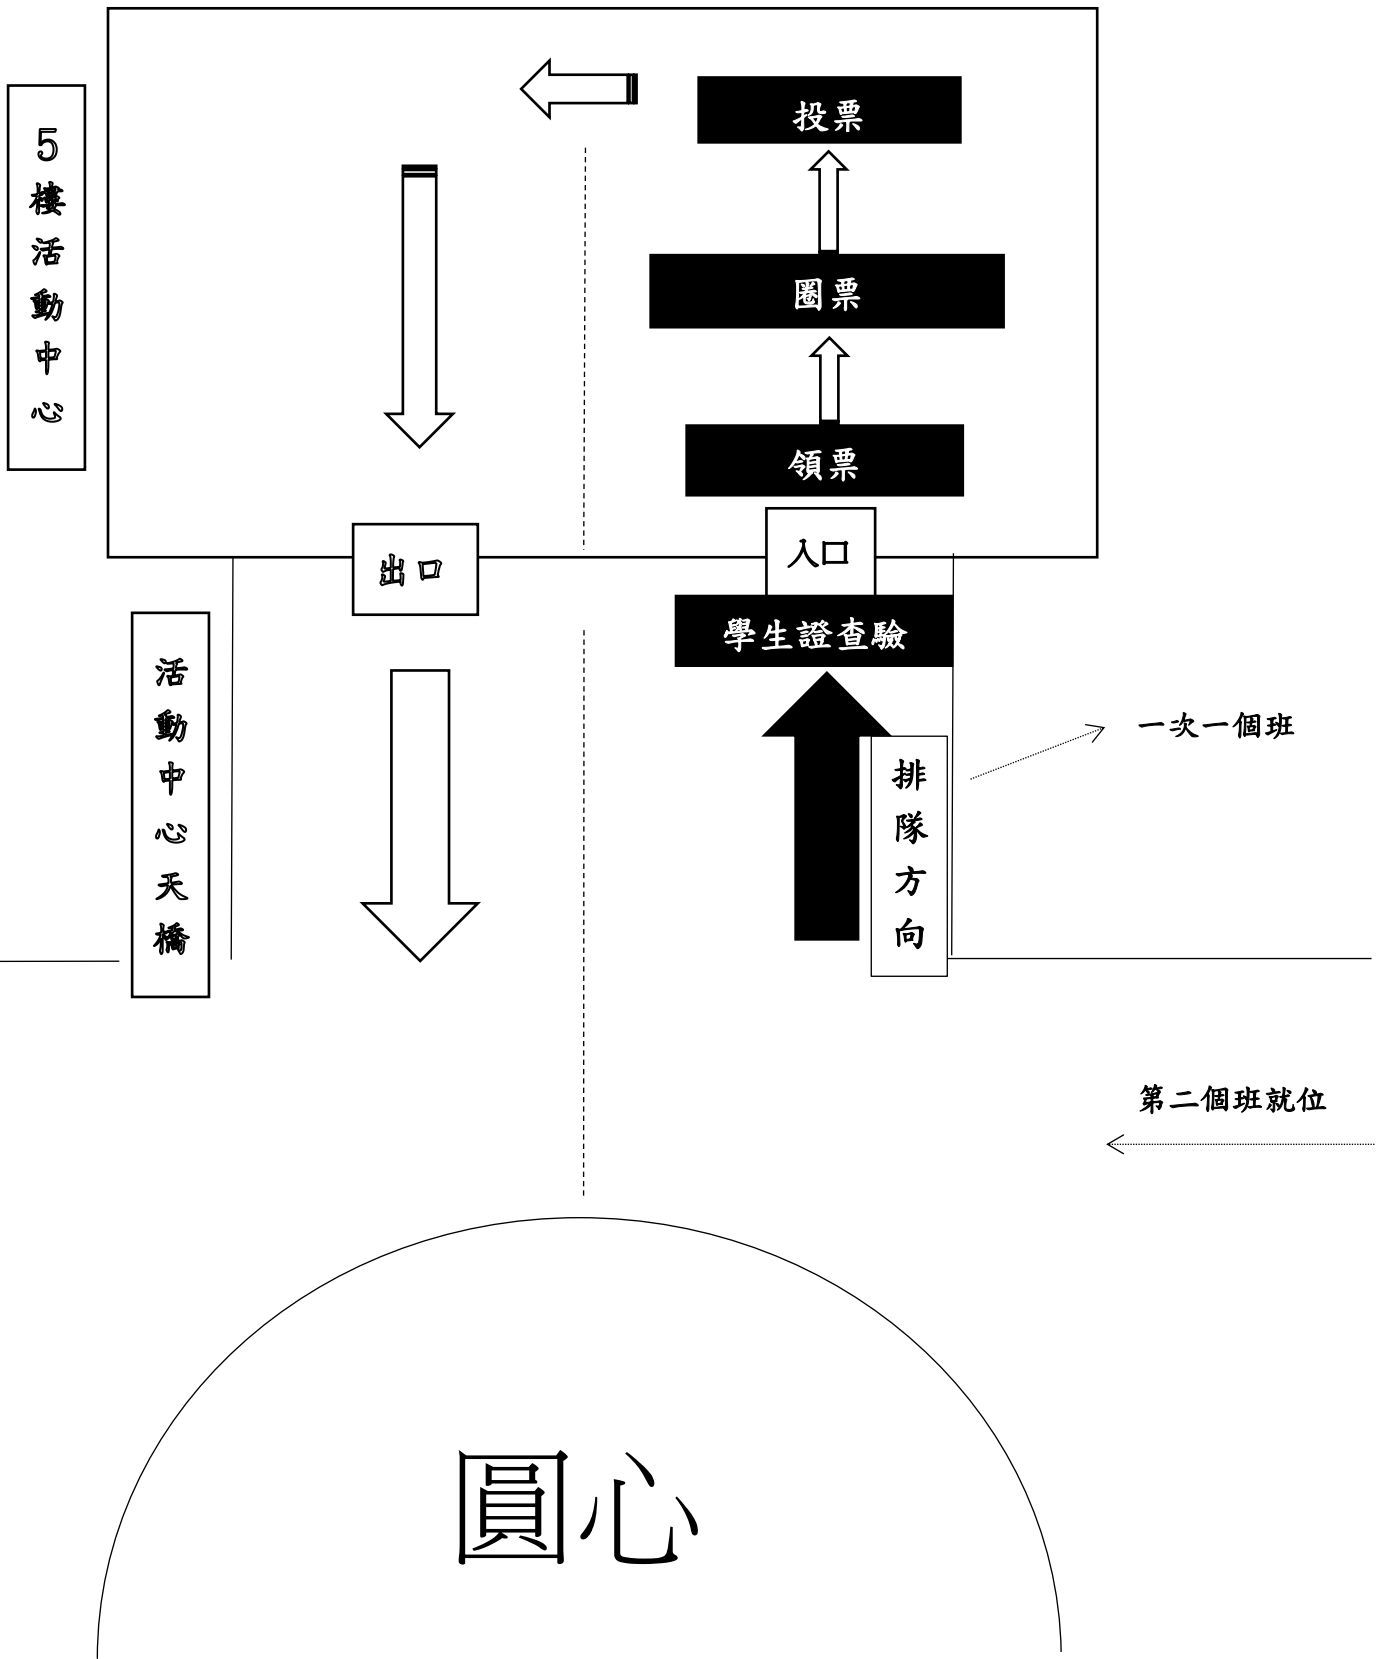 投票
5樓活動中心
圈票
領票
入口
出口
學生證查驗
活動中心天橋
一次一個班
排隊方向
第二個班就位
圓心